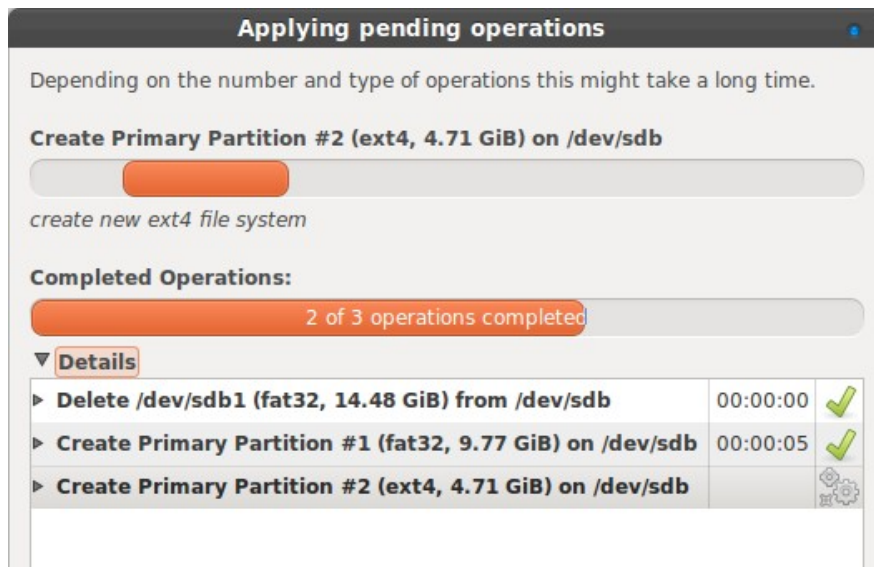 Applying pending operations
Depending on the number and type of operations this might take a long time.
Create Primary Partition #2 (ext4, 4.71 GiB) on /dev/sdb
create new ext4 file system
Completed Operations:
2 of 3 operations completed
Details
Delete /dev/sdb1 (fat32, 14.48 GiB) from /dev/sdb 00:00:00
Create Primary Partition #1 (fat32, 9.77 GiB) on /dev/sdb 00:00:05
Create Primary Partition #2 (ext4, 4.71 GiB) on /dev/sdb